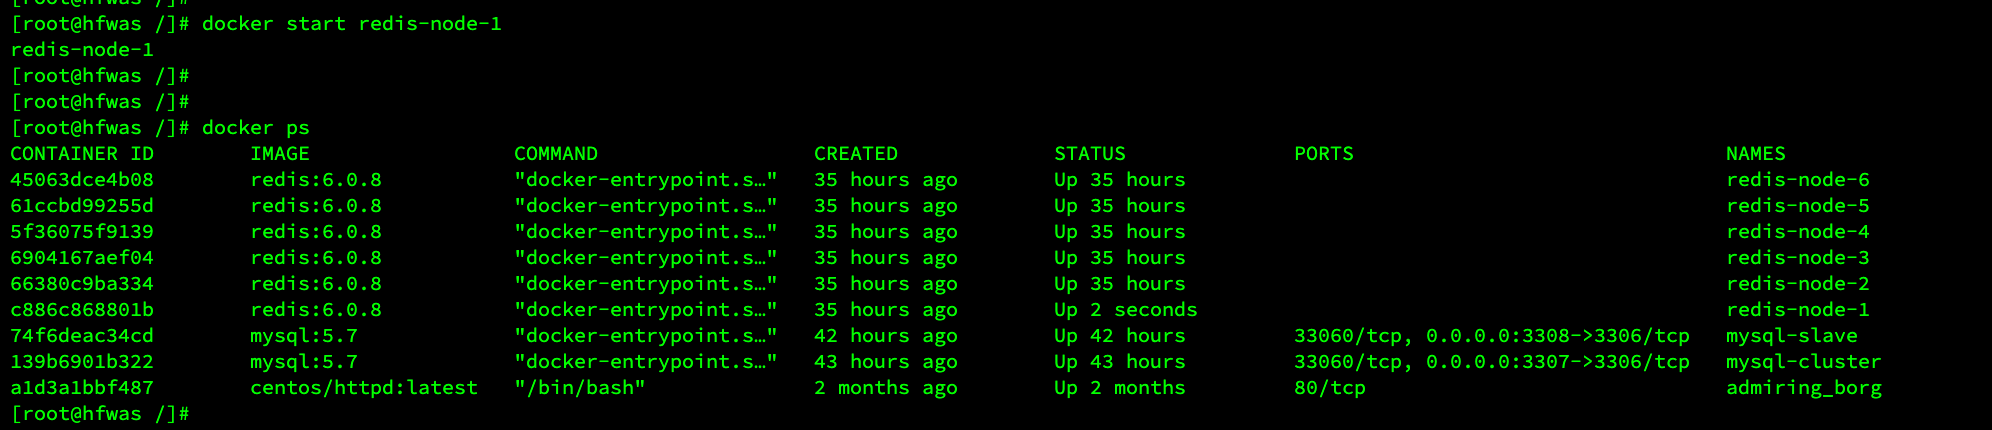 [root@hfwas /]#
[root@hfwas /]# docker start redis-node-1
redis-node-1
[root@hfwas /]#
[root@hfwas /]#
[root@hfwas /]# docker ps
CONTAINER ID        IMAGE                 COMMAND                  CREATED             STATUS              PORTS                               NAMES
45063dce4b08        redis:6.0.8           "docker-entrypoint.s…"   35 hours ago        Up 35 hours                                             redis-node-6
61ccbd99255d        redis:6.0.8           "docker-entrypoint.s…"   35 hours ago        Up 35 hours                                             redis-node-5
5f36075f9139        redis:6.0.8           "docker-entrypoint.s…"   35 hours ago        Up 35 hours                                             redis-node-4
6904167aef04        redis:6.0.8           "docker-entrypoint.s…"   35 hours ago        Up 35 hours                                             redis-node-3
66380c9ba334        redis:6.0.8           "docker-entrypoint.s…"   35 hours ago        Up 35 hours                                             redis-node-2
c886c868801b        redis:6.0.8           "docker-entrypoint.s…"   35 hours ago        Up 2 seconds                                            redis-node-1
74f6deac34cd        mysql:5.7             "docker-entrypoint.s…"   42 hours ago        Up 42 hours         33060/tcp, 0.0.0.0:3308->3306/tcp   mysql-slave
139b6901b322        mysql:5.7             "docker-entrypoint.s…"   43 hours ago        Up 43 hours         33060/tcp, 0.0.0.0:3307->3306/tcp   mysql-cluster
a1d3a1bbf487        centos/httpd:latest   "/bin/bash"              2 months ago        Up 2 months         80/tcp                              admiring_borg
[root@hfwas /]#